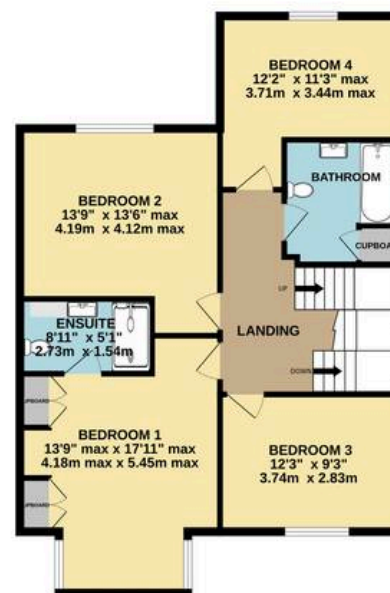 BEDROOM 4
12'2" x 11'3" max
3.71m x 3.44m max
BATHROOM
CUPBOA
BEDROOM 2
13'9" x 13'6" max
4.19m x 4.12m max
UP
ENSUITE
8'11" x 5'1"
2.73m x 1.54m
LANDING
DOWN
UPBOARD
BEDROOM 1
13'9" max x 17'11" max
4.18m max x 5.45m max
BEDROOM 3
12'3" x 9'3"
3.74m x 2.83m
UPBOARD